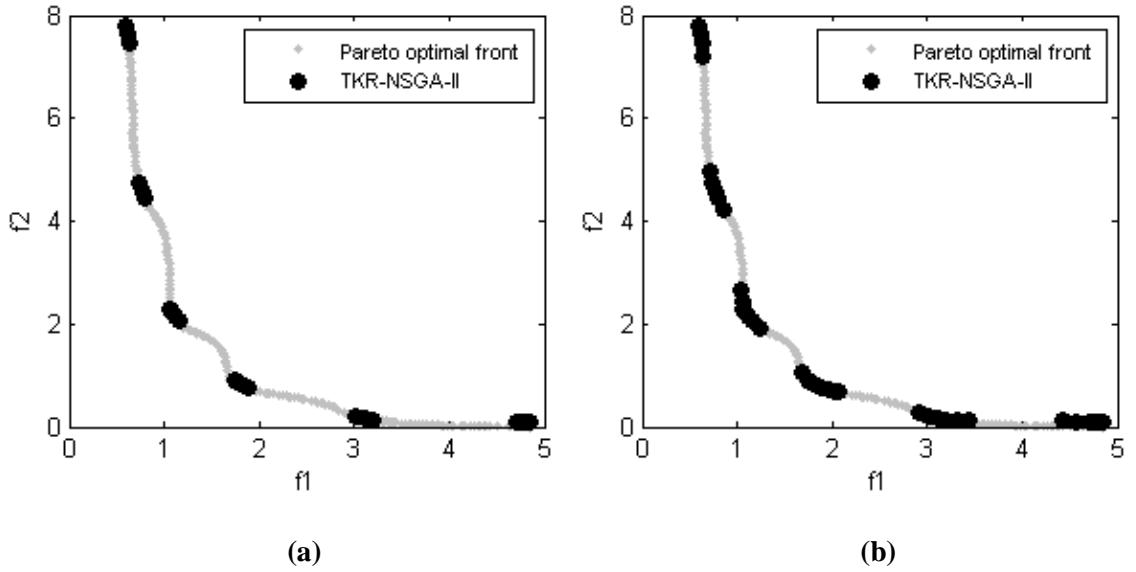 8
6
4
2
0
f2
0 1 2 3 4 5
f1
Pareto optimal front
TKR-NSGA-II
(a)
8
6
4
2
0
f2
0 1 2 3 4 5
f1
Pareto optimal front
TKR-NSGA-II
(b)